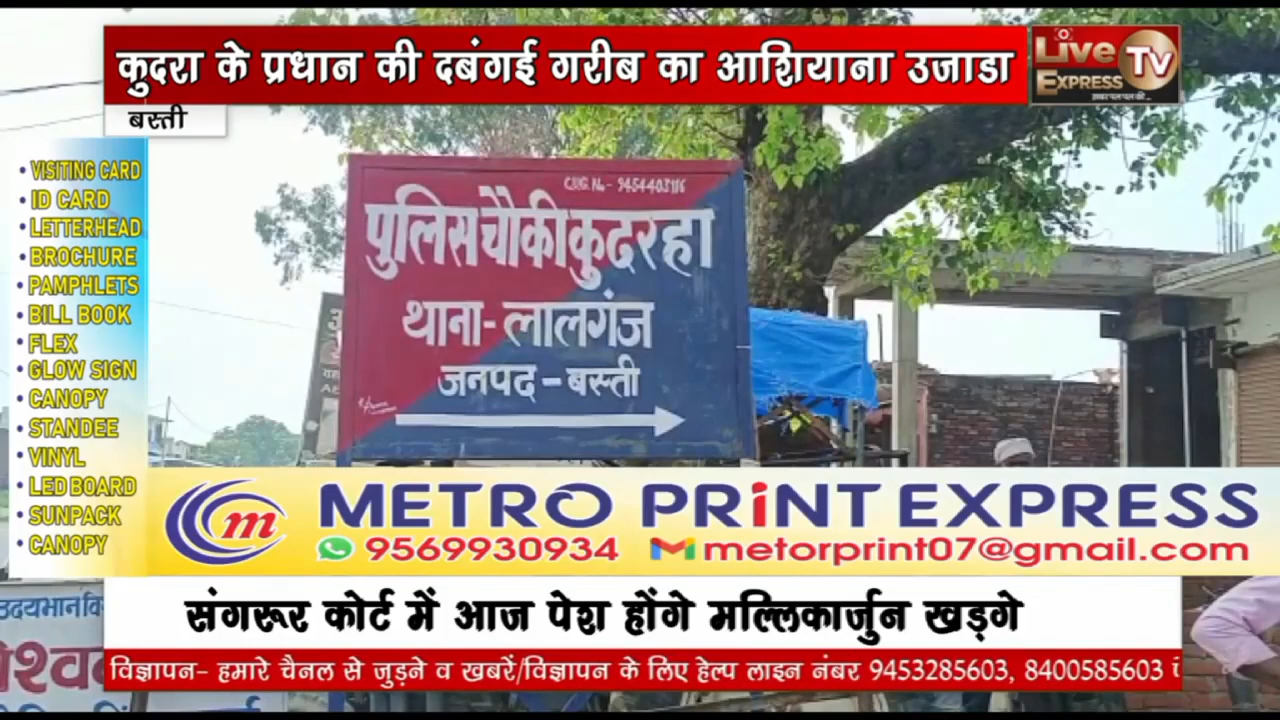 कुदरा के प्रधान की दबंगई गरीब का आशियाना उजाडा
Live
EXPRESS
TV
बस्ती
• VISITING CARD
• ID CARD
• LETTERHEAD
• BROCHURE
• PAMPHLETS
• BILL BOOK
• FLEX
• GLOW SIGN
• CANOPY
• STANDEE
• VINYL
• LED BOARD
• SUNPACK
• CANOPY
C.U.G. No - 9454403116
पुलिस चौकी कुदरहा
थाना - लालगंज
जनपद - बस्ती
m
METRO PRiNT EXPRESS
9569930934 metorprint07@gmail.com
संगरूर कोर्ट में आज पेश होंगे मल्लिकार्जुन खड़गे
उदयभान वि
विज्ञापन- हमारे चैनल से जुड़ने व खबरें/विज्ञापन के लिए हेल्प लाइन नंबर 9453285603, 8400585603